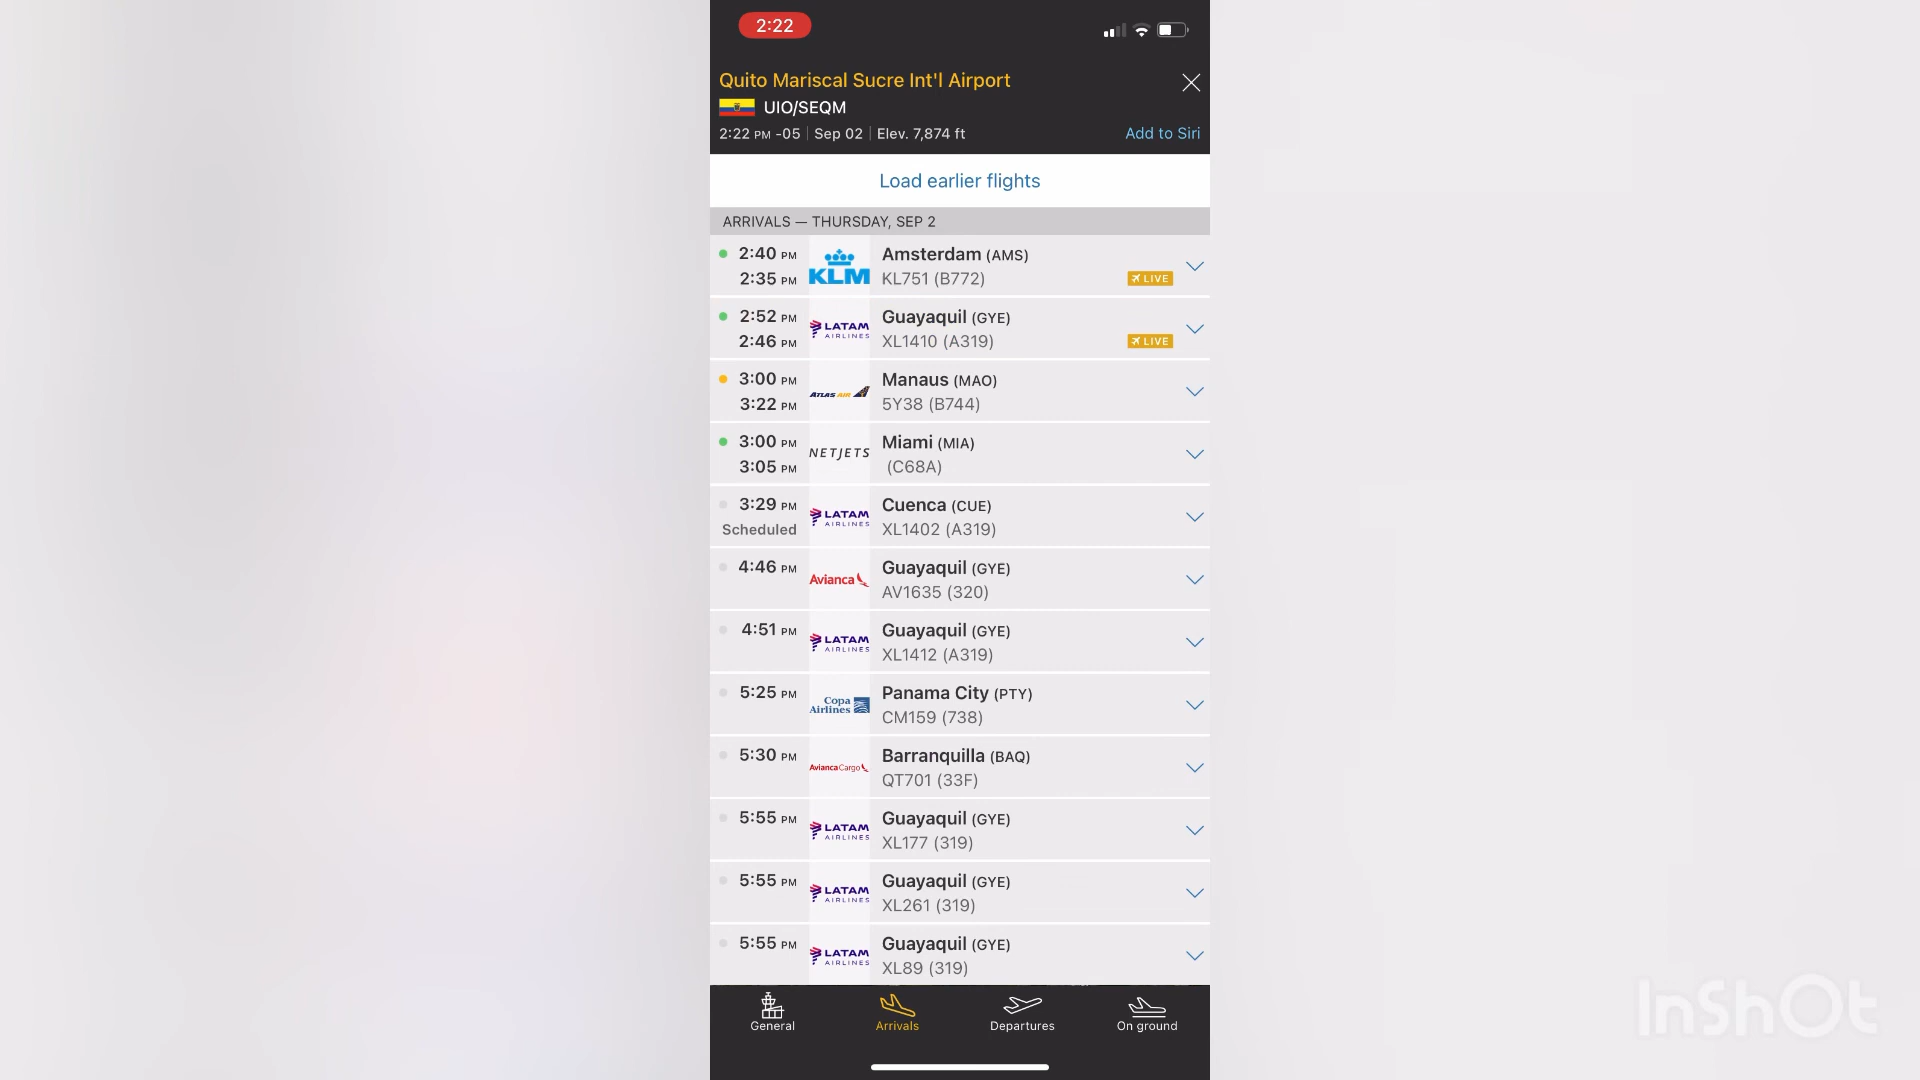 2:22
Quito Mariscal Sucre Int'l Airport
UIO/SEQM
2:22 PM -05 | Sep 02 | Elev. 7,874 ft
Add to Siri
Load earlier flights
ARRIVALS — THURSDAY, SEP 2
2:40 PM
2:35 PM
KLM
Amsterdam (AMS)
KL751 (B772)
LIVE
2:52 PM
2:46 PM
LATAM
AIRLINES
Guayaquil (GYE)
XL1410 (A319)
LIVE
3:00 PM
3:22 PM
ATLAS AIR
Manaus (MAO)
5Y38 (B744)
3:00 PM
3:05 PM
NETJETS
Miami (MIA)
(C68A)
3:29 PM
Scheduled
LATAM
AIRLINES
Cuenca (CUE)
XL1402 (A319)
4:46 PM
Avianca
Guayaquil (GYE)
AV1635 (320)
4:51 PM
LATAM
AIRLINES
Guayaquil (GYE)
XL1412 (A319)
5:25 PM
Copa
Airlines
Panama City (PTY)
CM159 (738)
5:30 PM
Avianca Cargo
Barranquilla (BAQ)
QT701 (33F)
5:55 PM
LATAM
AIRLINES
Guayaquil (GYE)
XL177 (319)
5:55 PM
LATAM
AIRLINES
Guayaquil (GYE)
XL261 (319)
5:55 PM
LATAM
AIRLINES
Guayaquil (GYE)
XL89 (319)
General
Arrivals
Departures
On ground
InShOt